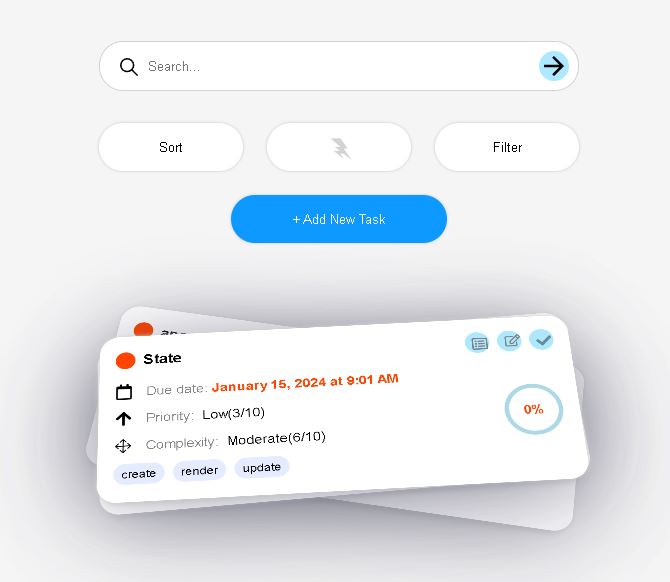 Search...
Sort
Filter
+ Add New Task
State
Due date: January 15, 2024 at 9:01 AM
Priority: Low(3/10)
0%
Complexity: Moderate(6/10)
create render update